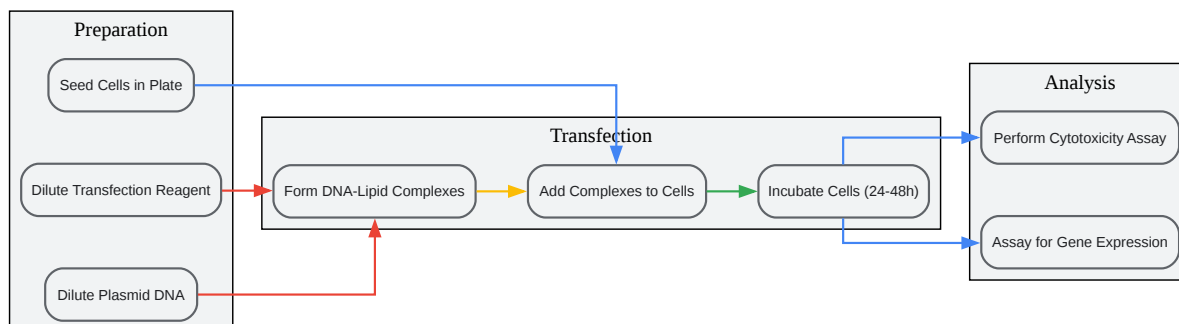 Preparation
Seed Cells in Plate
Dilute Transfection Reagent
Dilute Plasmid DNA
Transfection
Form DNA-Lipid Complexes
Add Complexes to Cells
Incubate Cells (24-48h)
Analysis
Perform Cytotoxicity Assay
Assay for Gene Expression